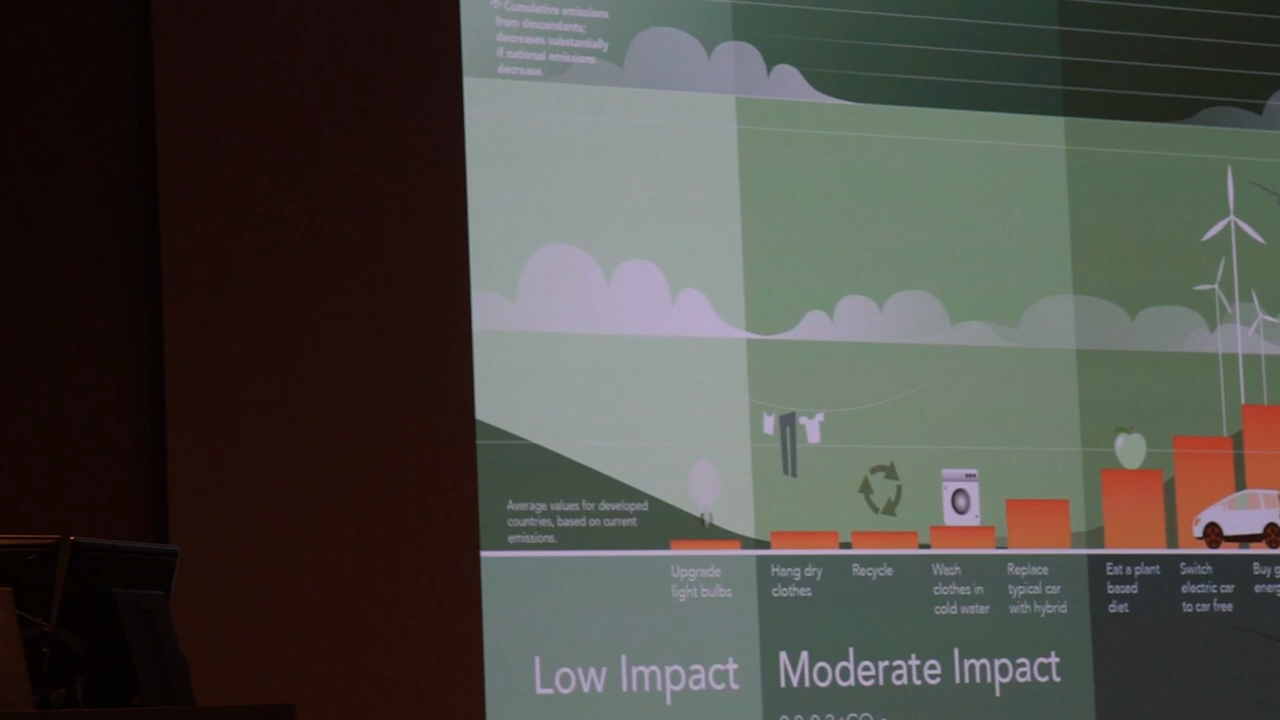 Cumulative emissions
from descendants;
decreases substantially
if national emissions
decrease.
Average values for developed
countries, based on current
emissions.
Upgrade
light bulbs
Hang dry
clothes
Recycle
Wash
clothes in
cold water
Replace
typical car
with hybrid
Eat a plant
based
diet
Switch
electric car
to car free
Buy
Low Impact
Moderate Impact